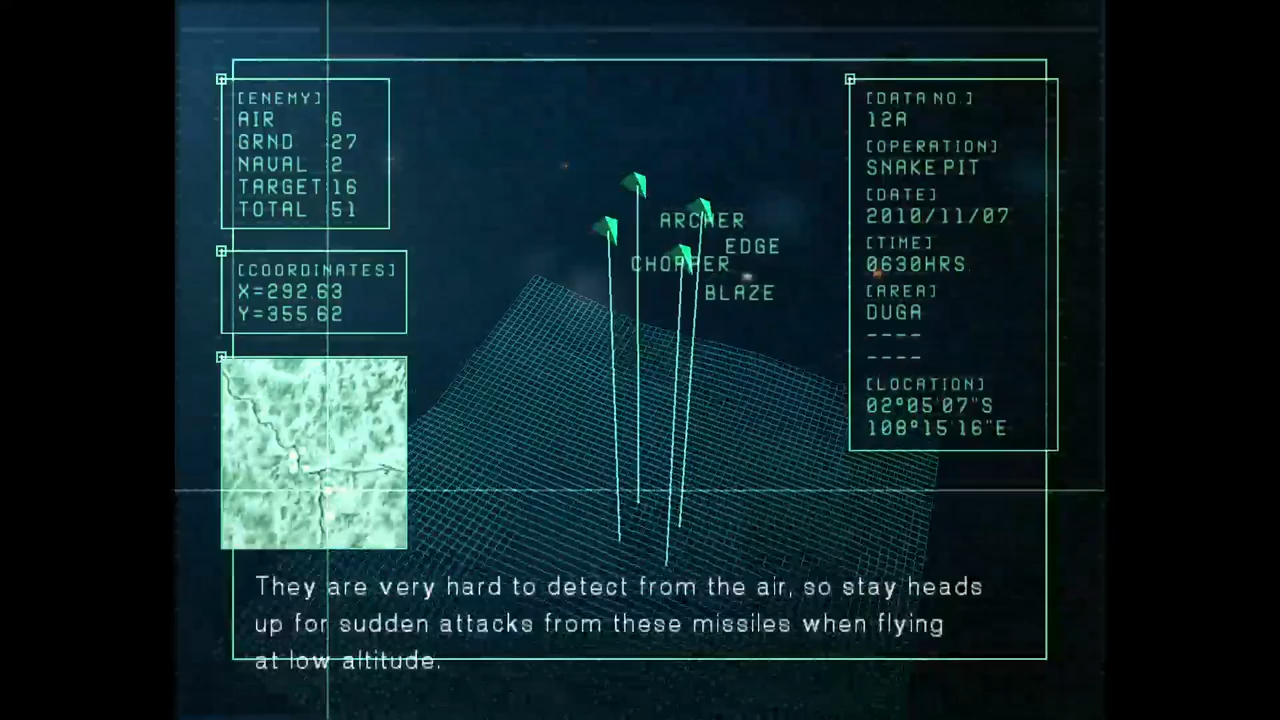 [ENEMY]
AIR 6
GRND 27
NAVAL 2
TARGET 16
TOTAL 51
[COORDINATES]
X=292.63
Y=355.62
ARCHER
EDGE
CHOPPER
BLAZE
[DATA NO.]
12A
[OPERATION]
SNAKE PIT
[DATE]
2010/11/07
[TIME]
0630HRS.
[AREA]
DUGA
----
----
[LOCATION]
02°05'07"S
108°15'16"E
They are very hard to detect from the air, so stay heads
up for sudden attacks from these missiles when flying
at low altitude.